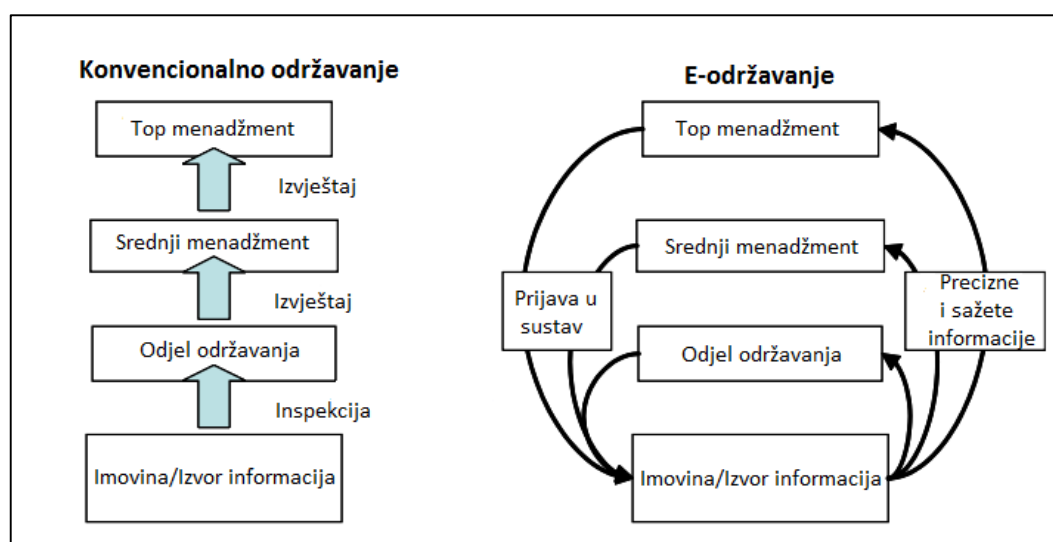 Konvencionalno održavanje
Top menadžment
Izvještaj
Srednji menadžment
Izvještaj
Odjel održavanja
Inspekcija
Imovina/Izvor informacija
E-održavanje
Top menadžment
Srednji menadžment
Prijava u
sustav
Precizne
i sažete
informacije
Odjel održavanja
Imovina/Izvor informacija